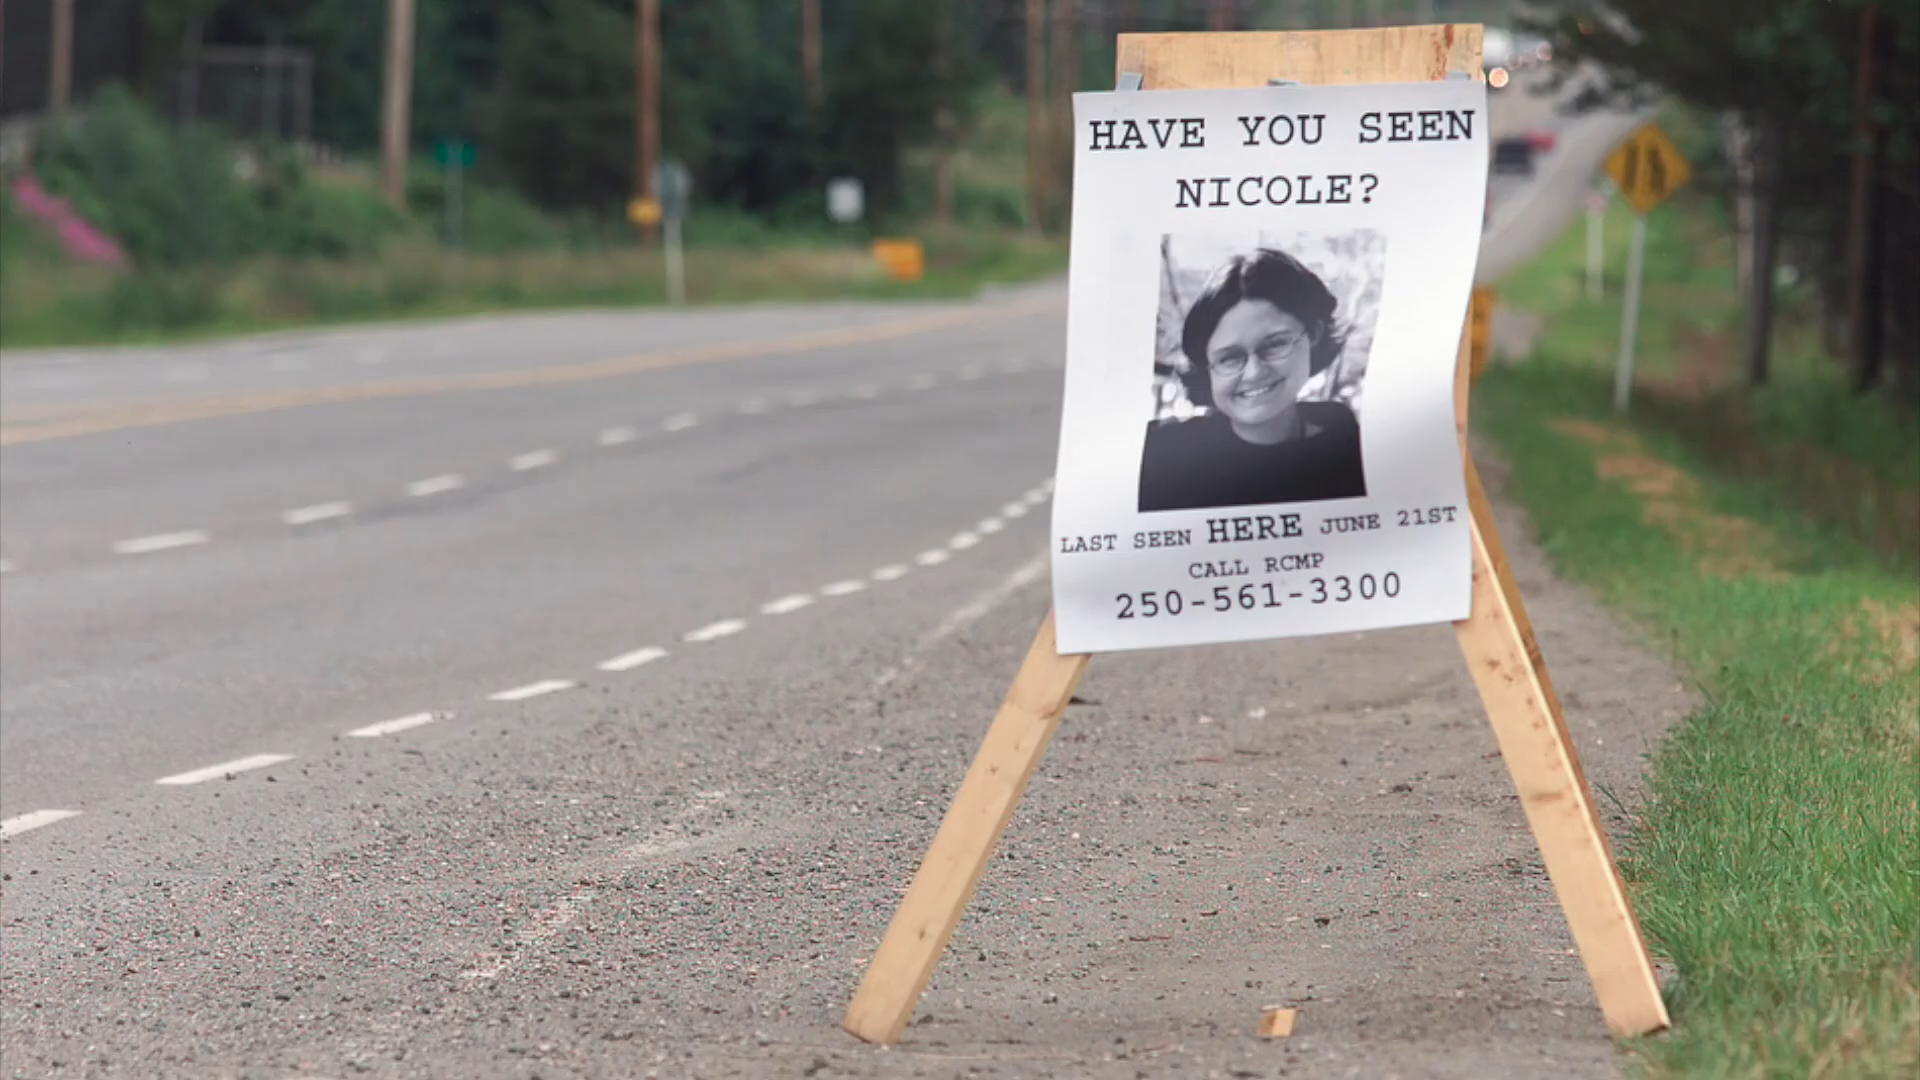 HAVE YOU SEEN
NICOLE?
LAST SEEN HERE JUNE 21ST
CALL RCMP
250-561-3300